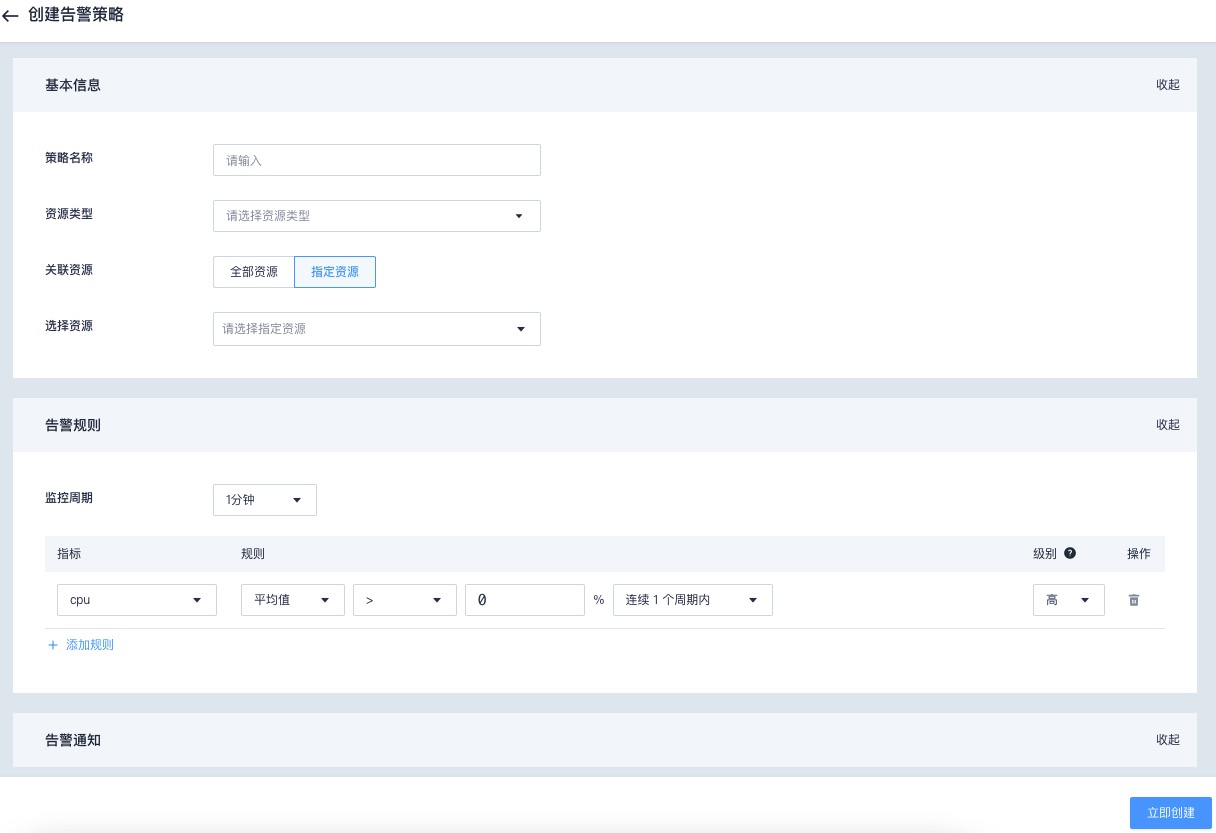 创建告警策略
基本信息 收起
策略名称 请输入
资源类型 请选择资源类型
关联资源 全部资源 指定资源
选择资源 请选择指定资源
告警规则 收起
监控周期 1分钟
指标 规则 级别 ? 操作
cpu 平均值 > 0 % 连续 1 个周期内 高
+ 添加规则
告警通知 收起
立即创建